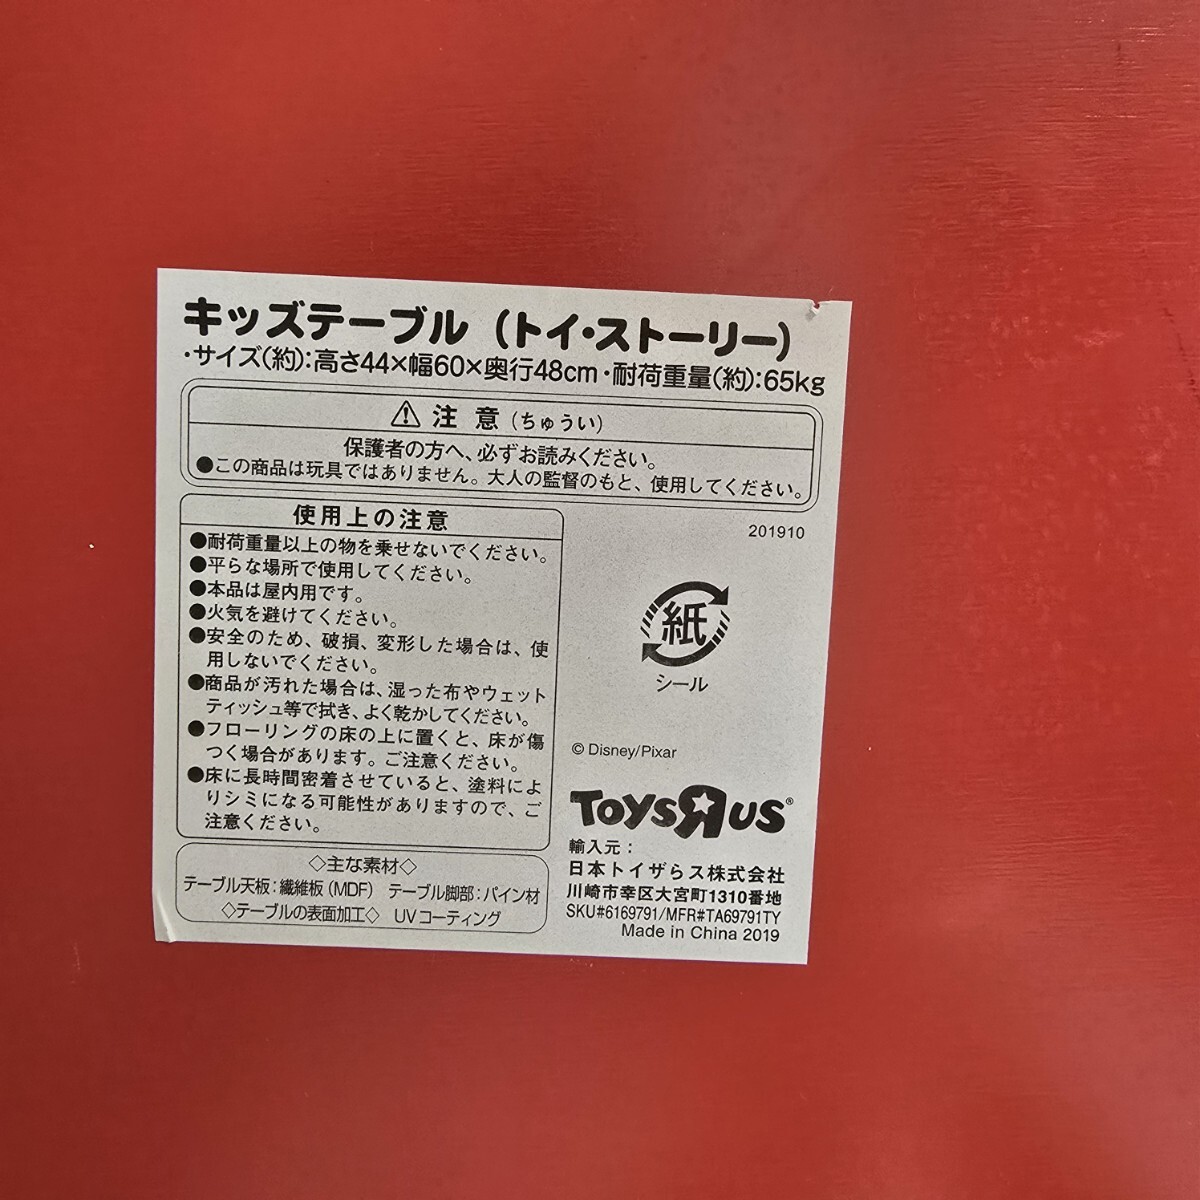 キッズテーブル（トイ・ストーリー）
・サイズ(約):高さ44×幅60×奥行48cm・耐荷重量(約):65kg
⚠ 注 意 (ちゅうい)
保護者の方へ、必ずお読みください。
●この商品は玩具ではありません。大人の監督のもと、使用してください。
使用上の注意
●耐荷重量以上の物を乗せないでください。
●平らな場所で使用してください。
●本品は屋内用です。
●火気を避けてください。
●安全のため、破損、変形した場合は、使
用しないでください。
●商品が汚れた場合は、湿った布やウェット
ティッシュ等で拭き、よく乾かしてください。
●フローリングの床の上に置くと、床が傷
つく場合があります。ご注意ください。
●床に長時間密着させていると、塗料によ
りシミになる可能性がありますので、ご
注意ください。
◇主な素材◇
テーブル天板:繊維板(MDF) テーブル脚部:パイン材
◇テーブルの表面加工◇ UVコーティング
201910
紙
シール
© Disney/Pixar
ToysЯus®
輸入元:
日本トイザらス株式会社
川崎市幸区大宮町1310番地
SKU#6169791/MFR#TA69791TY
Made in China 2019